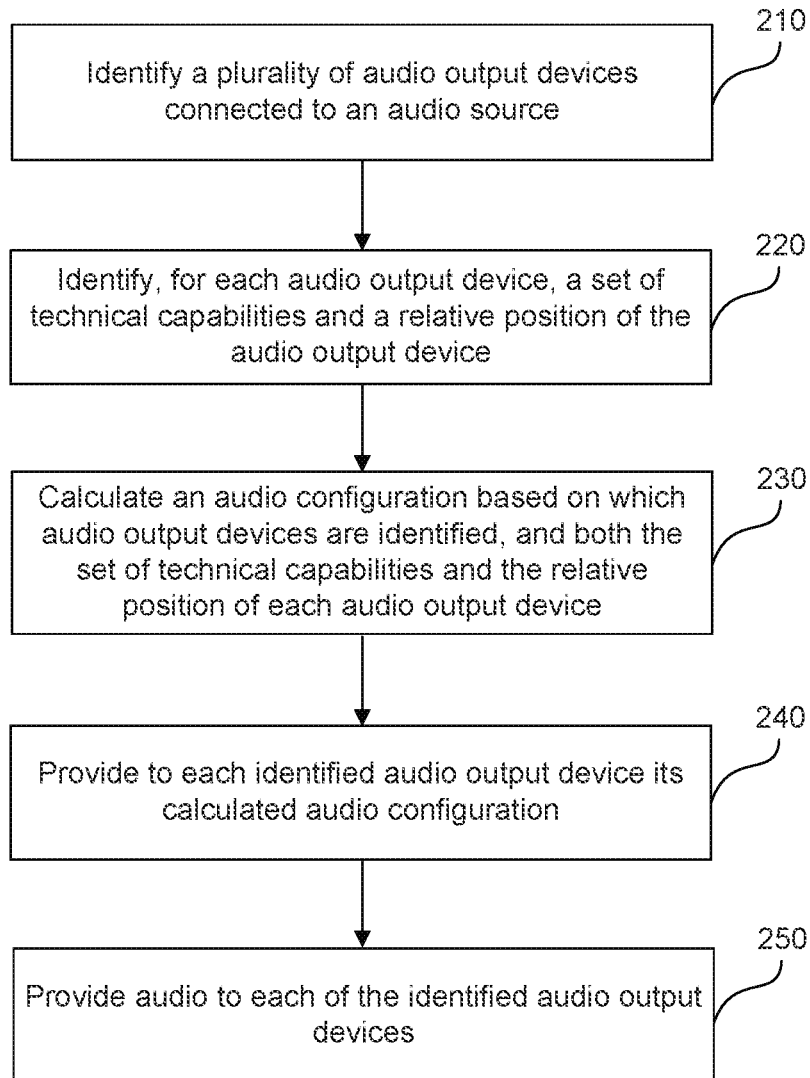 210
Identify a plurality of audio output devices
connected to an audio source
220
Identify, for each audio output device, a set of
technical capabilities and a relative position of the
audio output device
230
Calculate an audio configuration based on which
audio output devices are identified, and both the
set of technical capabilities and the relative
position of each audio output device
240
Provide to each identified audio output device its
calculated audio configuration
250
Provide audio to each of the identified audio output
devices